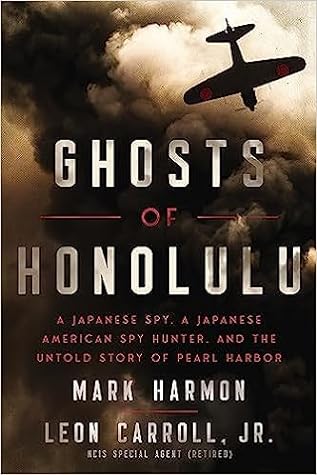 GHOSTS
OF
HONOLULU
A JAPANESE SPY, A JAPANESE
AMERICAN SPY HUNTER, AND THE
UNTOLD STORY OF PEARL HARBOR
MARK HARMON
LEON CARROLL, JR.
NCIS SPECIAL AGENT (RETIRED)